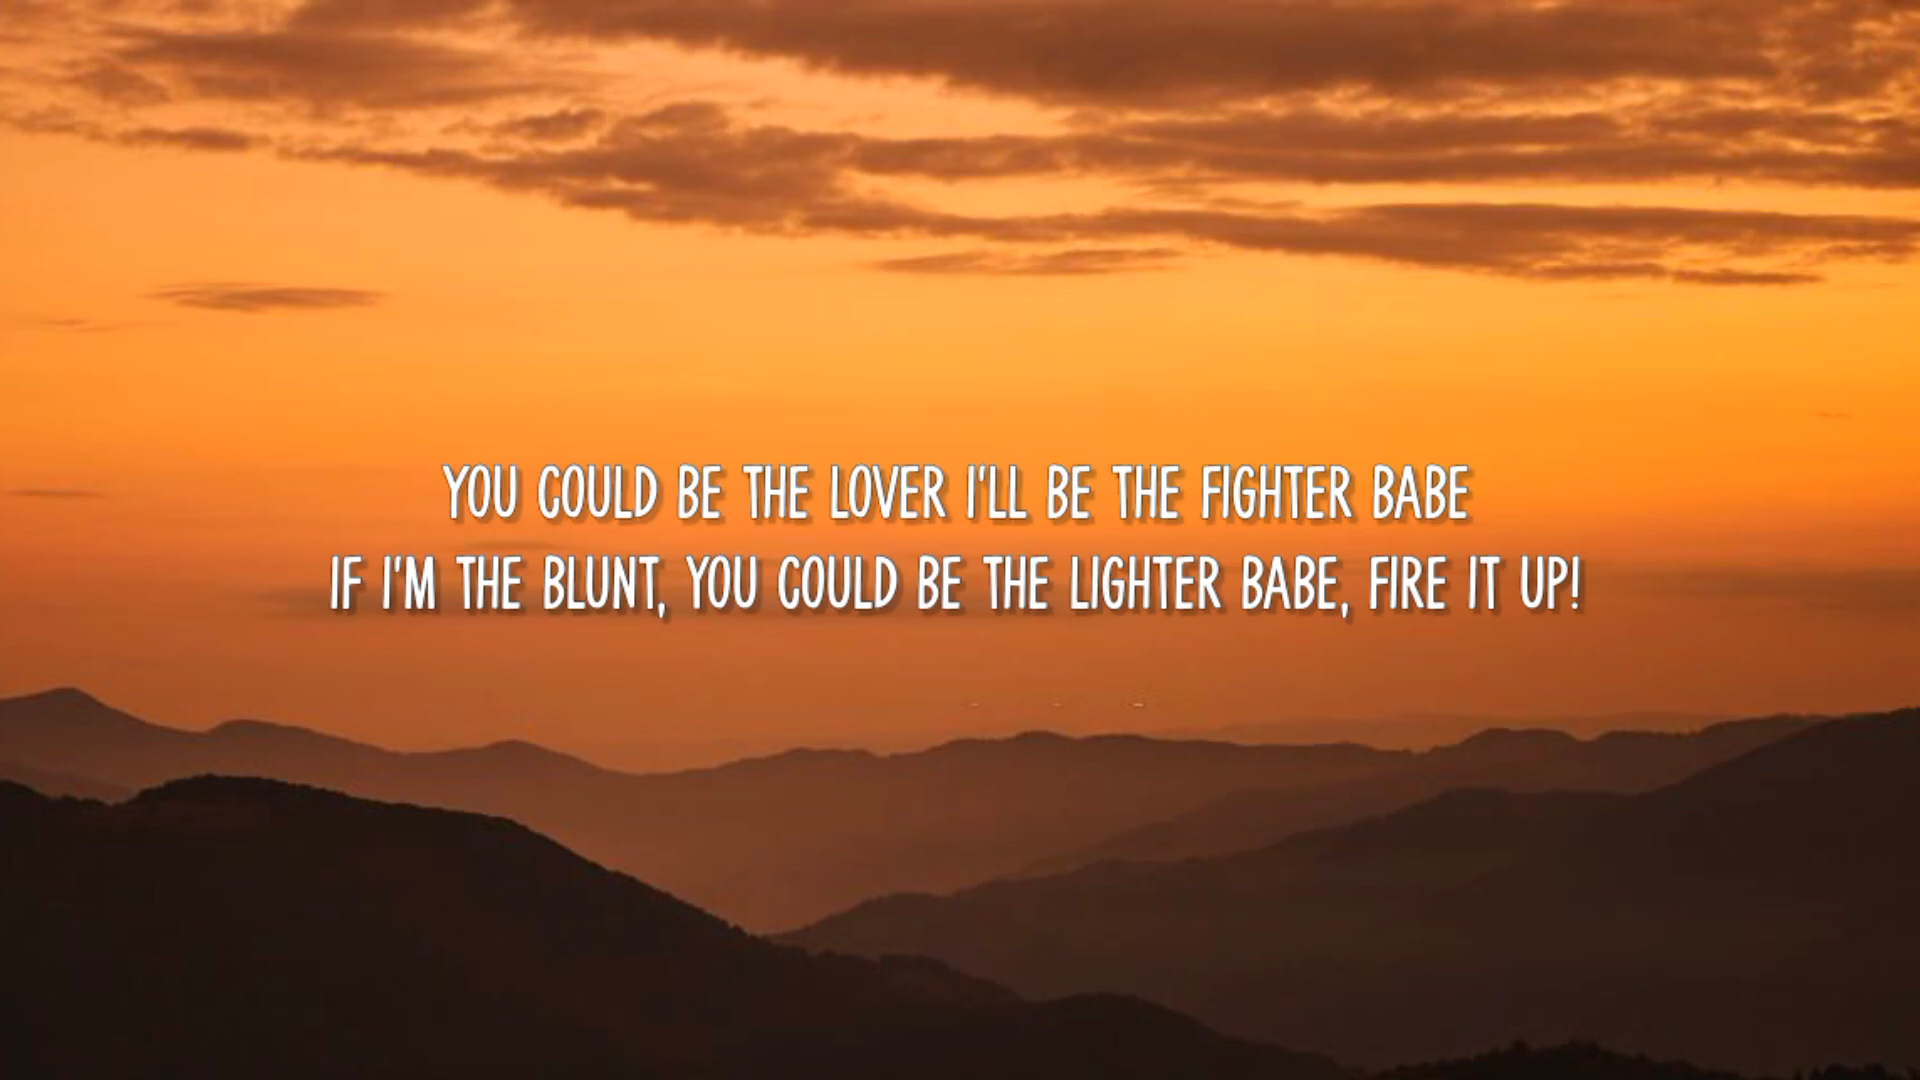 YOU COULD BE THE LOVER I'LL BE THE FIGHTER BABE
IF I'M THE BLUNT, YOU COULD BE THE LIGHTER BABE, FIRE IT UP!